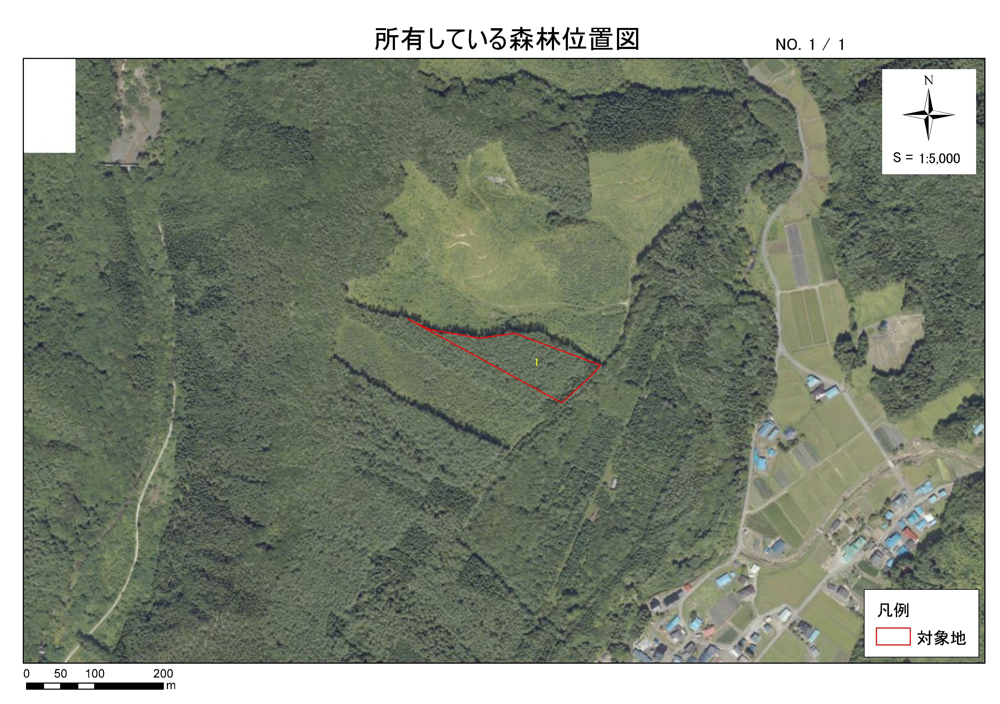 所有している森林位置図
NO. 1 / 1
N
S = 1:5,000
1
凡例
対象地
0 50 100 200
m